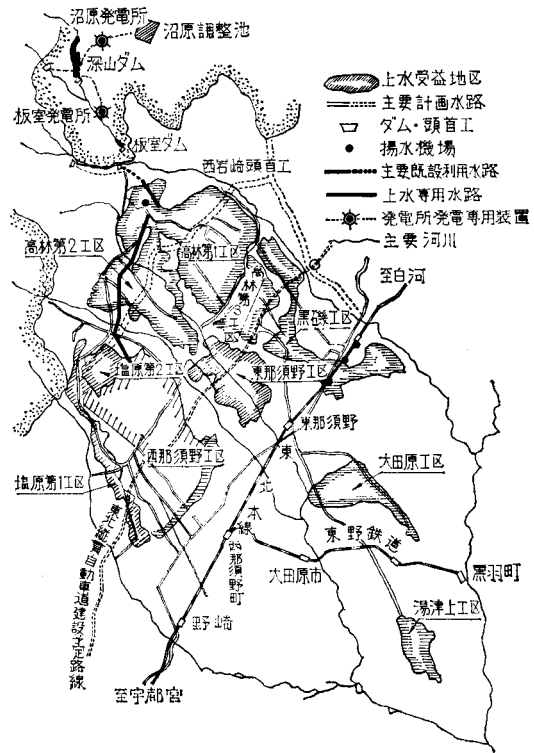 沼原発電所
沼原調整池
深山ダム
板室発電所
板室ダム
西岩崎頭首工
上水受益地区
主要計画水路
ダム・頭首工
揚水機場
主要既設利用水路
上水専用水路
発電所発電専用装置
主要河川
至白河
高林第2工区
高林第1工区
高林第3工区
黒磯工区
塩原第2工区
東那須野工区
東那須野
西那須野工区
大田原工区
塩原第1工区
東北本線
東野鉄道
西那須野町
大田原市
黒羽町
湯津上工区
野崎
東北縦貫自動車道建設予定路線
至宇都宮